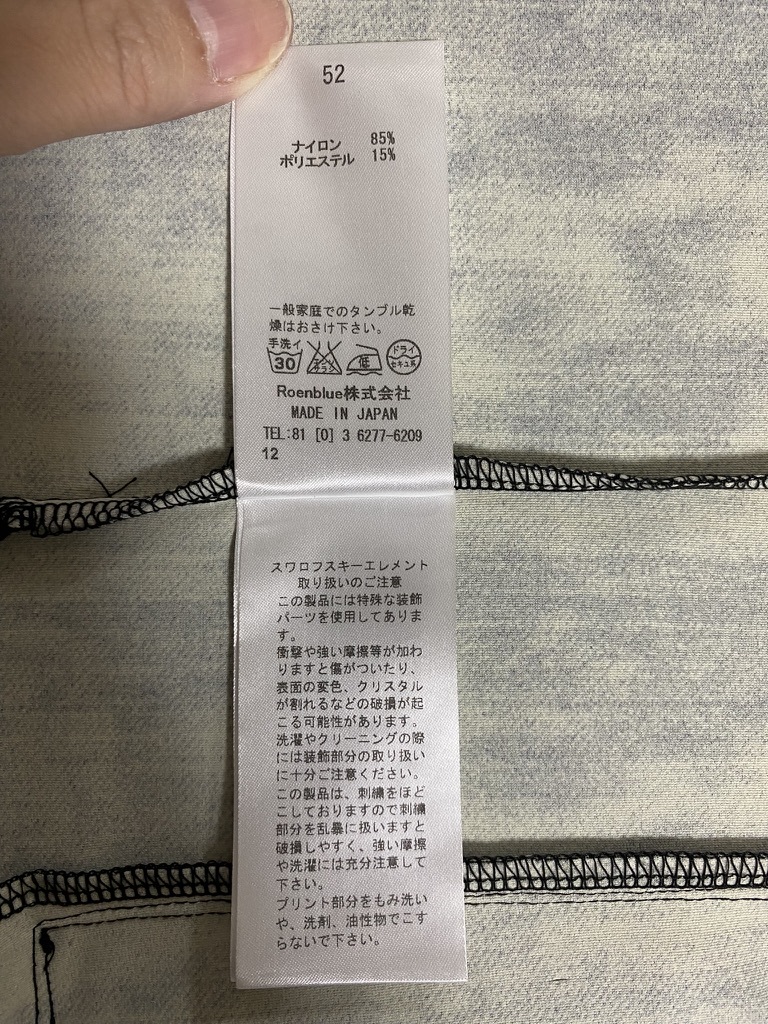 52
ナイロン 85%
ポリエステル 15%
一般家庭でのタンブル乾
燥はおさけ下さい。
手洗イ
30
エンソ
サラシ
低
ドライ
セキユ系
Roenblue株式会社
MADE IN JAPAN
TEL:81 [0] 3 6277-6209
12
スワロフスキーエレメント
取り扱いのご注意
この製品には特殊な装飾
パーツを使用してありま
す。
衝撃や強い摩擦等が加わ
りますと傷がついたり、
表面の変色、クリスタル
が割れるなどの破損が起
こる可能性があります。
洗濯やクリーニングの際
には装飾部分の取り扱い
に十分ご注意ください。
この製品は、刺繍をほど
こしておりますので刺繍
部分を乱暴に扱いますと
破損しやすく、強い摩擦
や洗濯には充分注意して
下さい。
プリント部分をもみ洗い
や、洗剤、油性物でこす
らないで下さい。